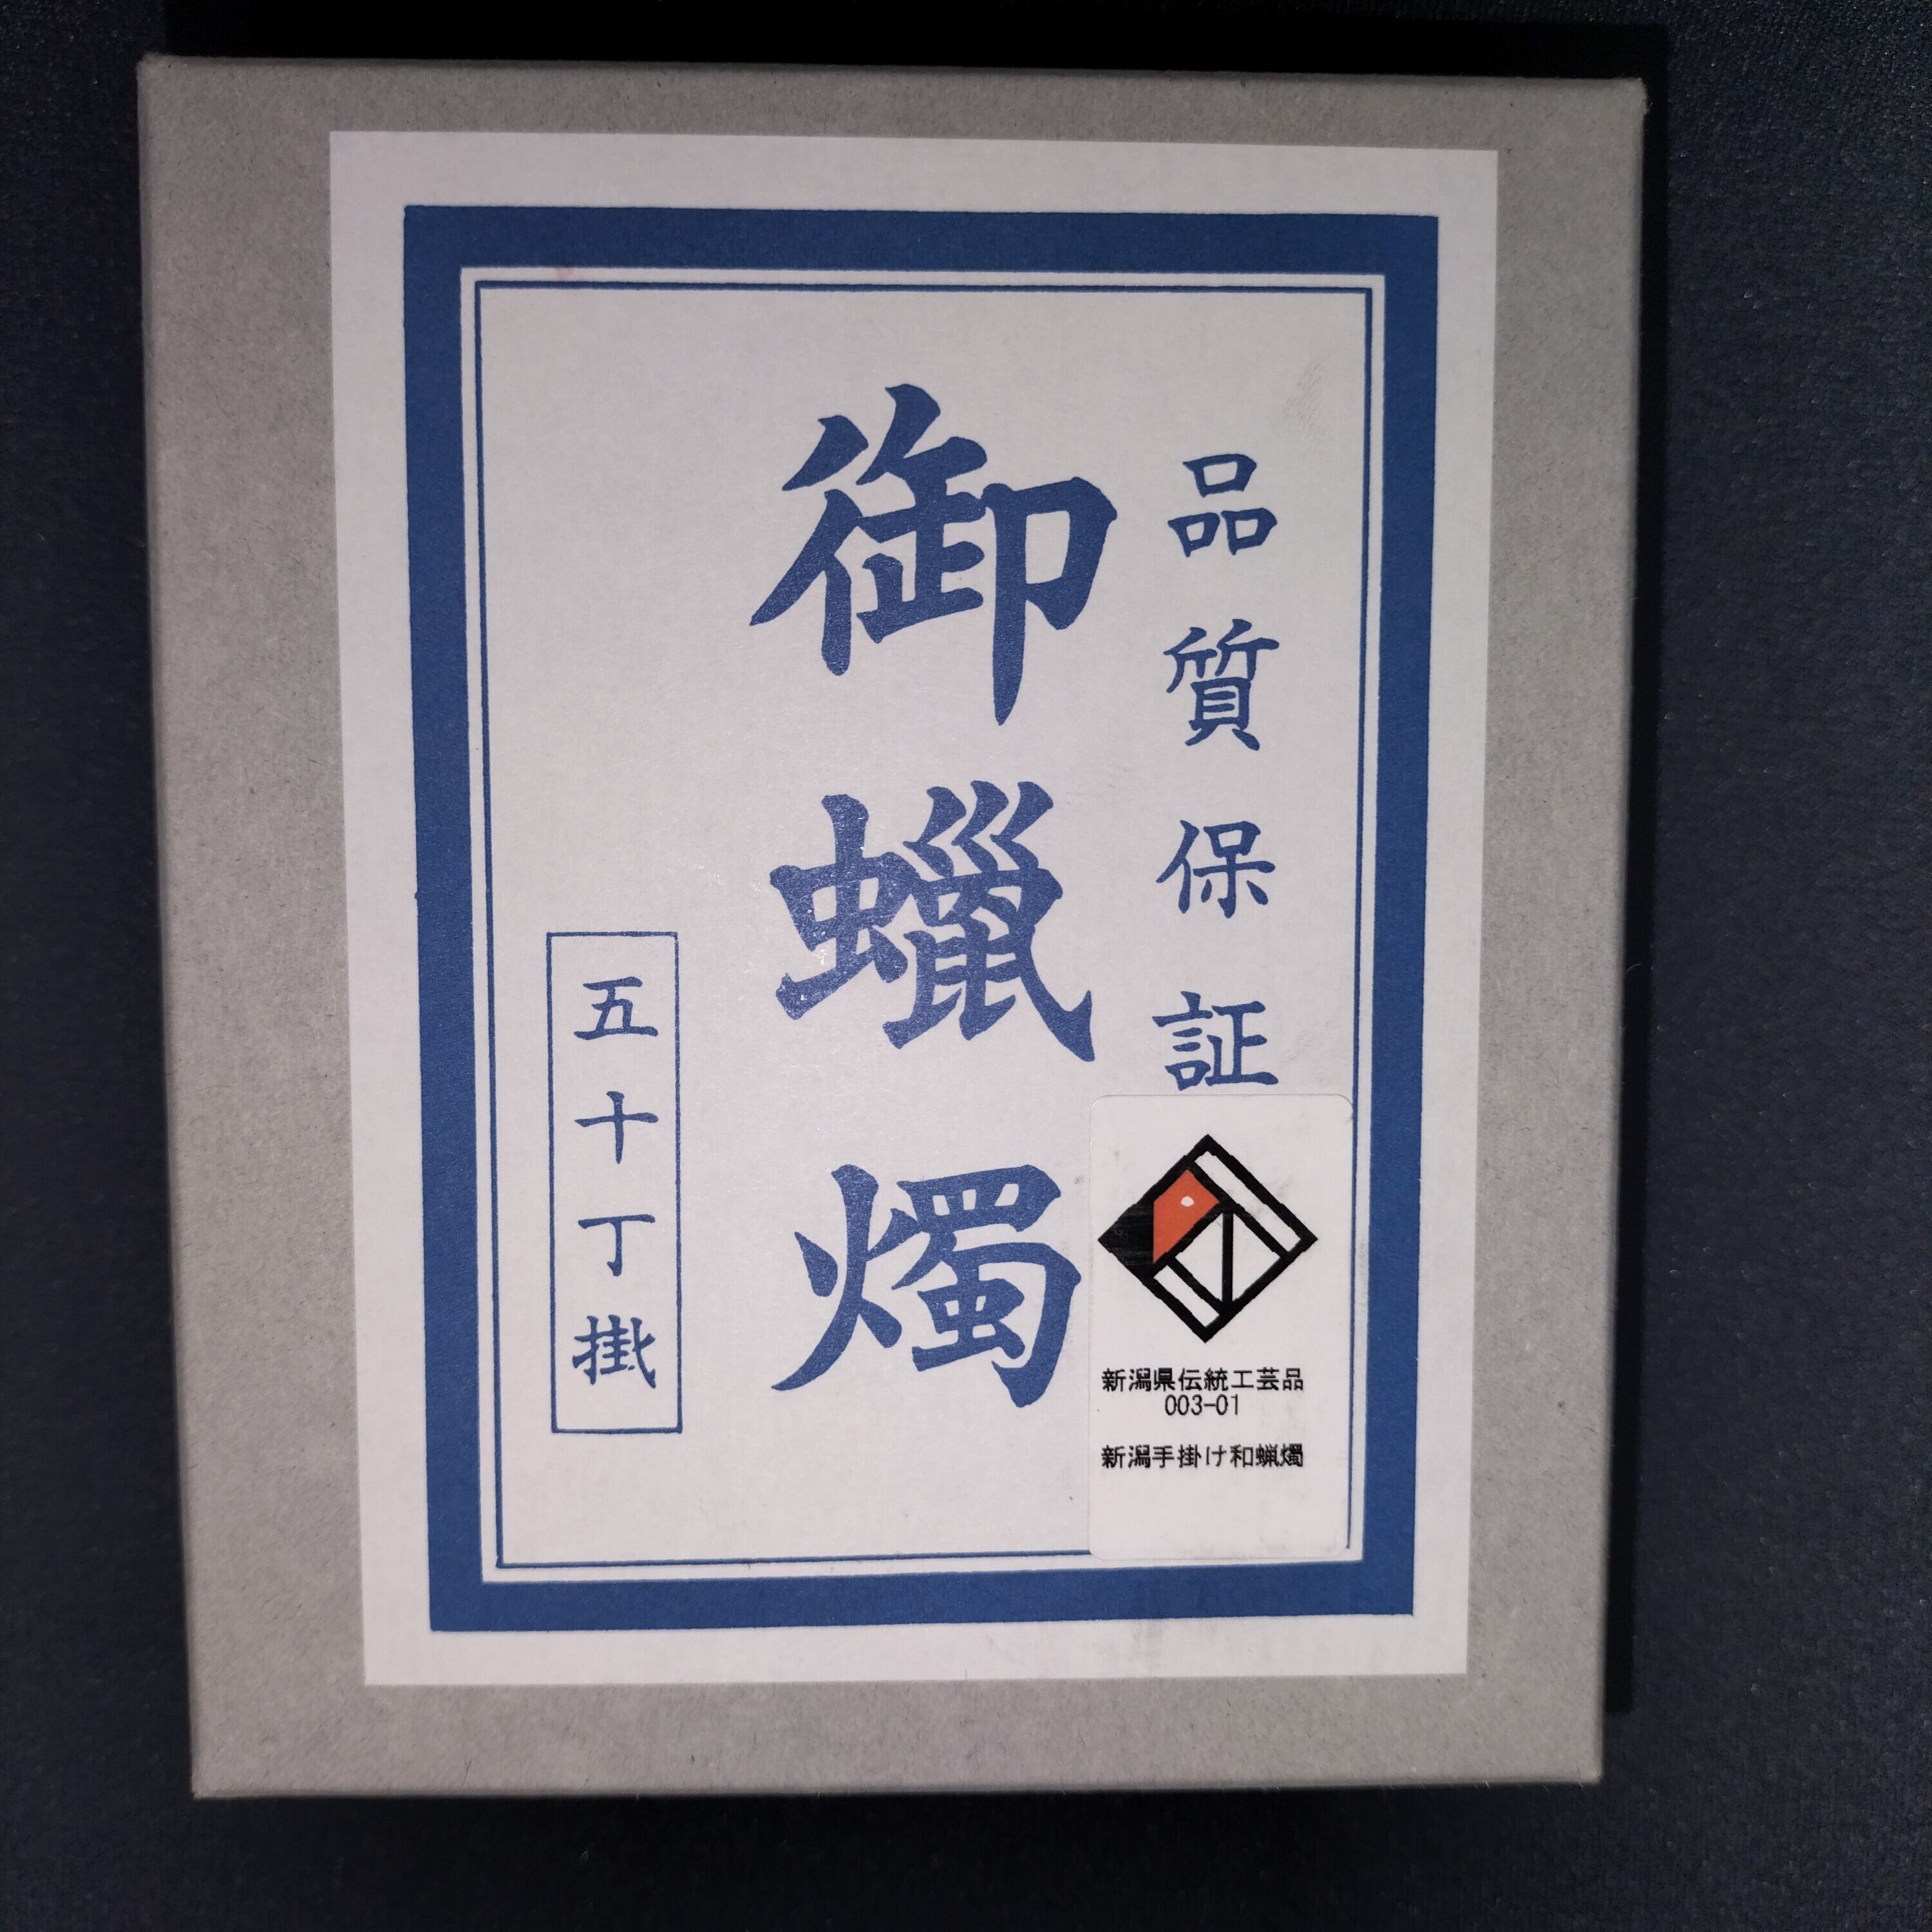 品質保証
御蠟燭
五十丁掛
新潟県伝統工芸品
003-01
新潟手掛け和蝋燭